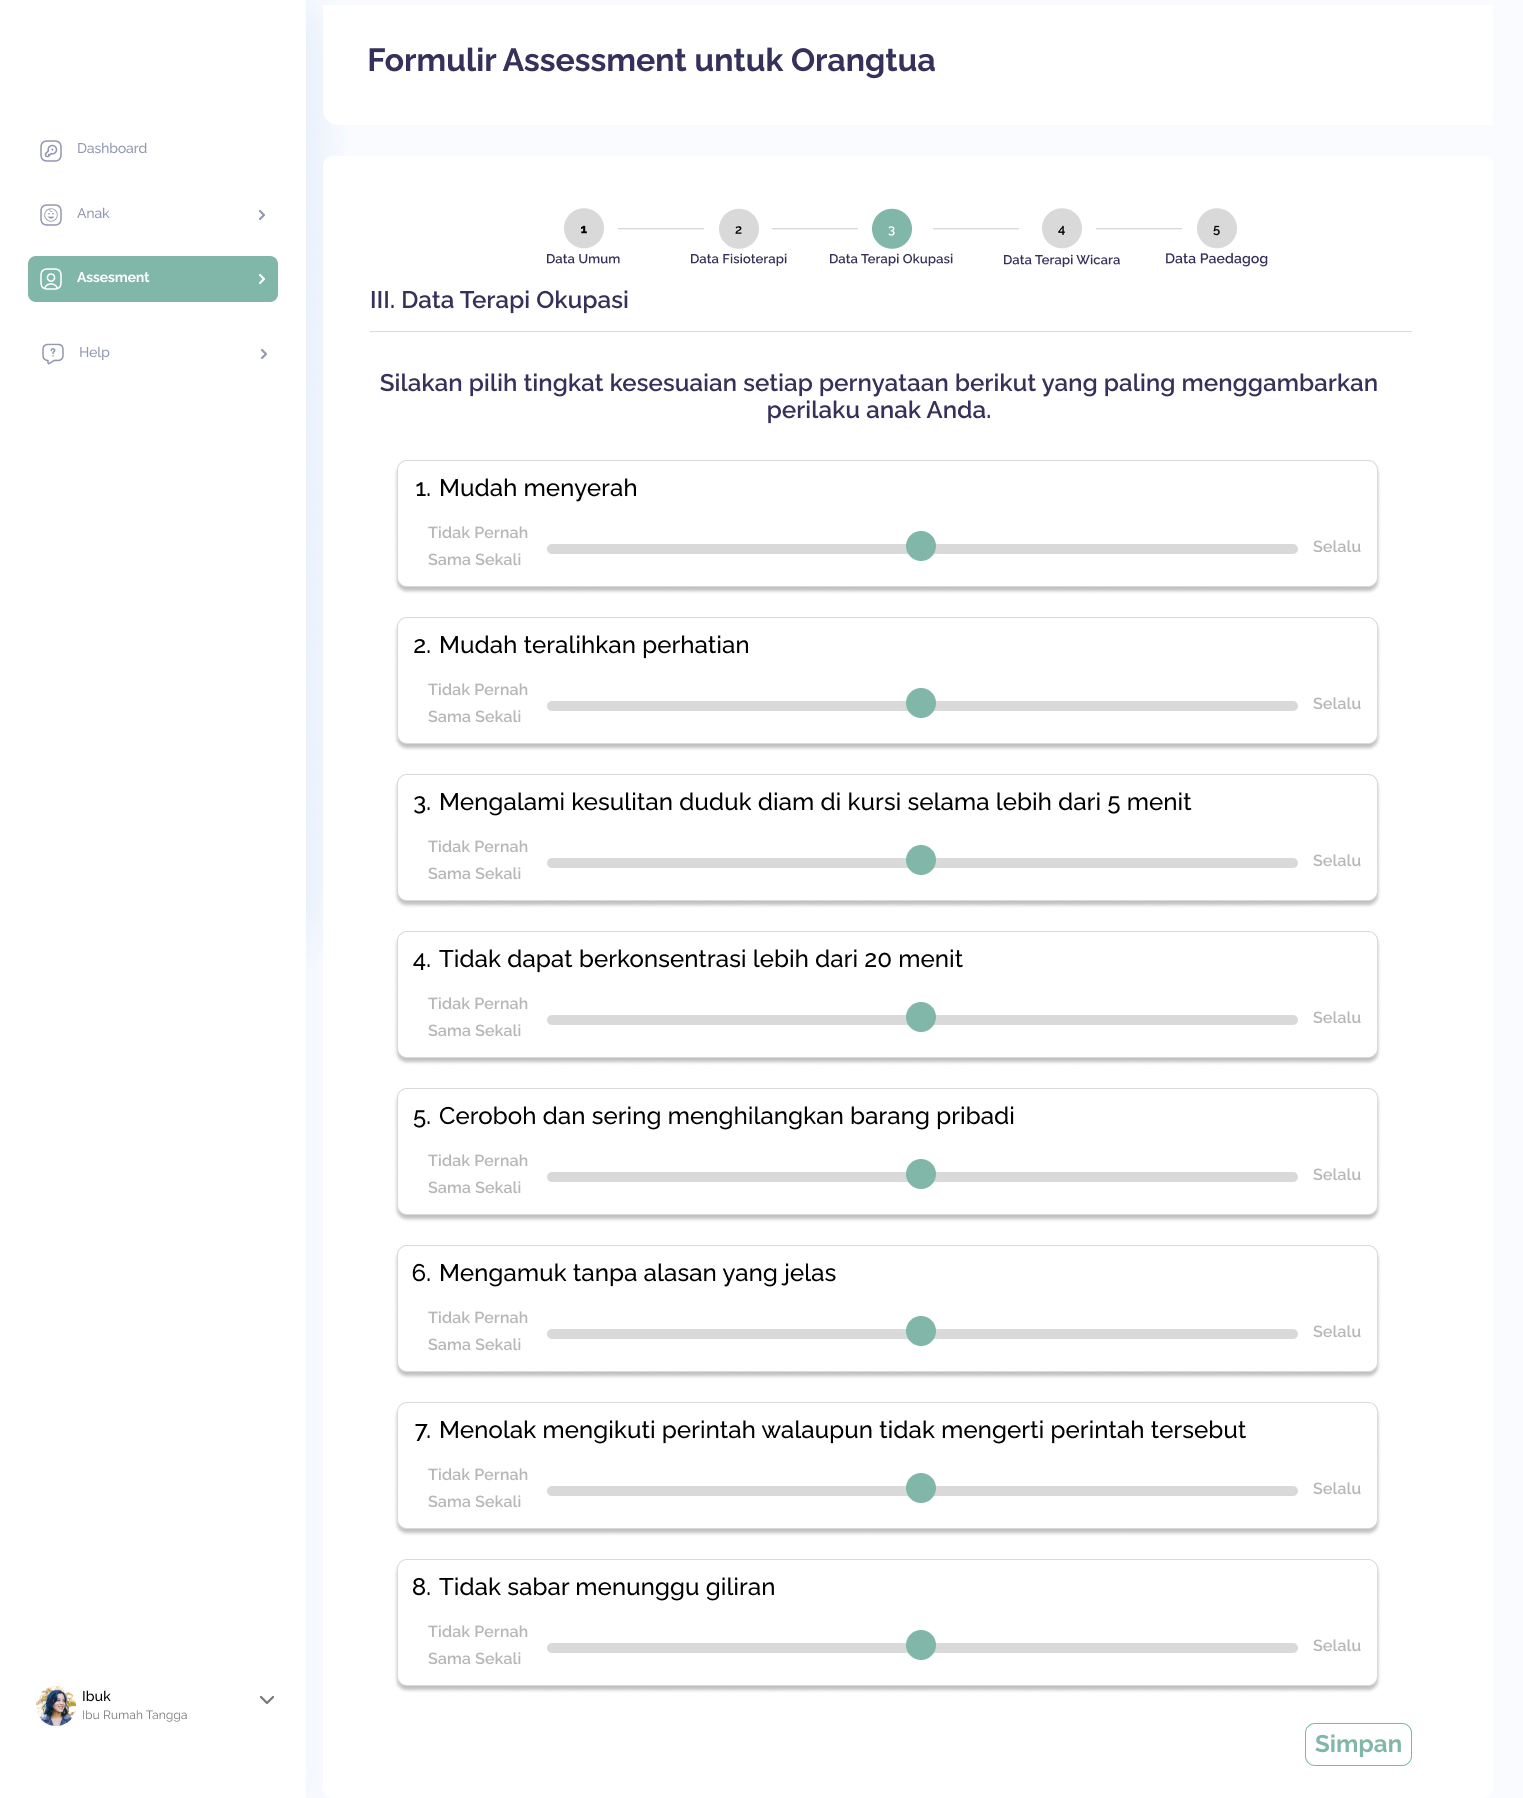 Formulir Assessment untuk Orangtua
Dashboard
Anak
Assesment
Help
1
2
3
4
5
Data Umum
Data Fisioterapi
Data Terapi Okupasi
Data Terapi Wicara
Data Paedagog
III. Data Terapi Okupasi
Silakan pilih tingkat kesesuaian setiap pernyataan berikut yang paling menggambarkan
perilaku anak Anda.
1. Mudah menyerah
Tidak Pernah
Sama Sekali
Selalu
2. Mudah teralihkan perhatian
Tidak Pernah
Sama Sekali
Selalu
3. Mengalami kesulitan duduk diam di kursi selama lebih dari 5 menit
Tidak Pernah
Sama Sekali
Selalu
4. Tidak dapat berkonsentrasi lebih dari 20 menit
Tidak Pernah
Sama Sekali
Selalu
5. Ceroboh dan sering menghilangkan barang pribadi
Tidak Pernah
Sama Sekali
Selalu
6. Mengamuk tanpa alasan yang jelas
Tidak Pernah
Sama Sekali
Selalu
7. Menolak mengikuti perintah walaupun tidak mengerti perintah tersebut
Tidak Pernah
Sama Sekali
Selalu
8. Tidak sabar menunggu giliran
Tidak Pernah
Sama Sekali
Selalu
Ibuk
Ibu Rumah Tangga
Simpan